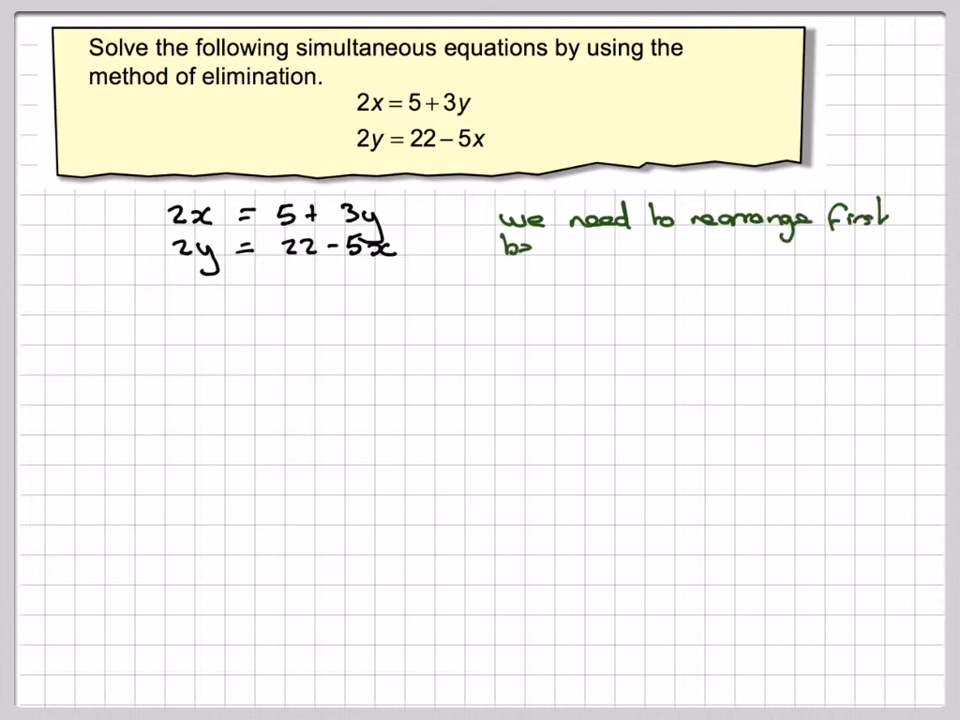 Solve the following simultaneous equations by using the
method of elimination.
2x = 5 + 3y
2y = 22 – 5x
2x = 5 + 3y
we need to rearrange first
2y = 22 - 5x